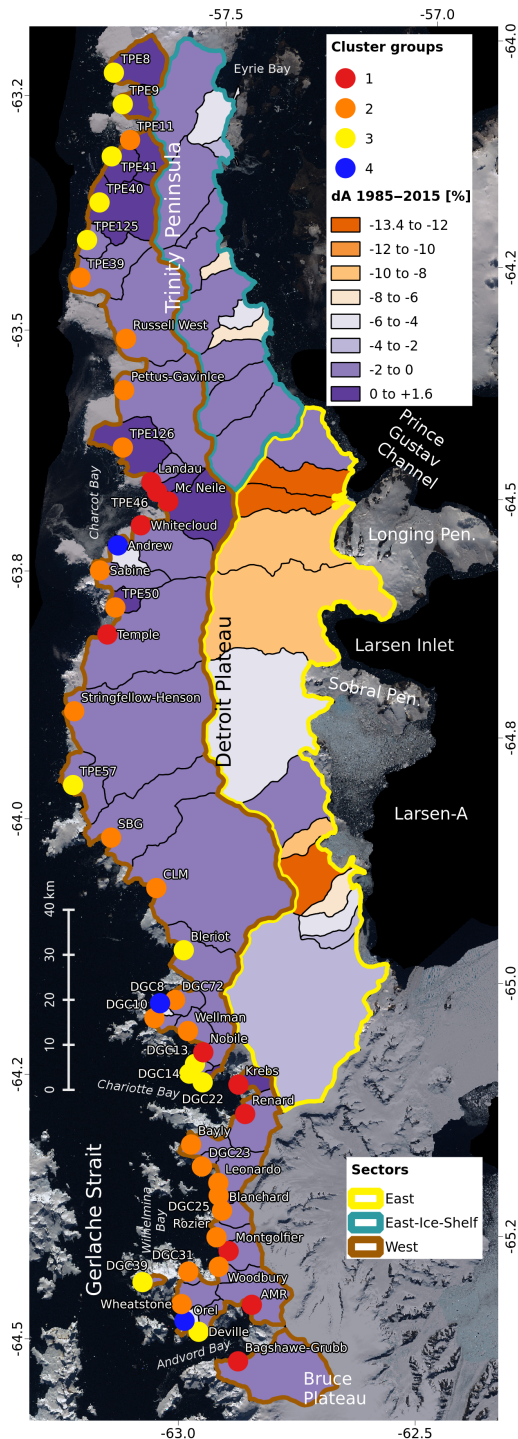 -57.5
-57.0
-64.0
Cluster groups
1
2
3
4
dA 1985‒2015 [%]
-13.4 to -12
-12 to -10
-10 to -8
-8 to -6
-6 to -4
-4 to -2
-2 to 0
0 to +1.6
Eyrie Bay
TPE8
-63.2
TPE9
TPE11
TPE41
TPE40
TPE125
TPE39
Trinity Peninsula
-64.2
-63.5
Russell West
Pettus-GavinIce
TPE126
Prince
Gustav
Channel
Landau
Mc Neile
TPE46
Charcot Bay
Whitecloud
-64.5
Longing Pen.
Andrew
-63.8
Sabine
TPE50
Temple
Larsen Inlet
Detroit Plateau
Sobral Pen.
Stringfellow-Henson
-64.8
TPE57
Larsen-A
-64.0
SBG
CLM
40 km
30
20
10
0
Bleriot
-65.0
DGC8
DGC72
DGC10
Wellman
Nobile
DGC13
-64.2
DGC14
Krebs
Charlotte Bay
DGC22
Renard
Bayly
DGC23
Leonardo
Gerlache Strait
Wilhelmina
Bay
Blanchard
DGC25
Rozier
-65.2
Montgolfier
DGC31
DGC39
Woodbury
AMR
Wheatstone
Orel
Deville
-64.5
Andvord Bay
Bagshawe-Grubb
Bruce
Plateau
Sectors
East
East-Ice-Shelf
West
-63.0
-62.5